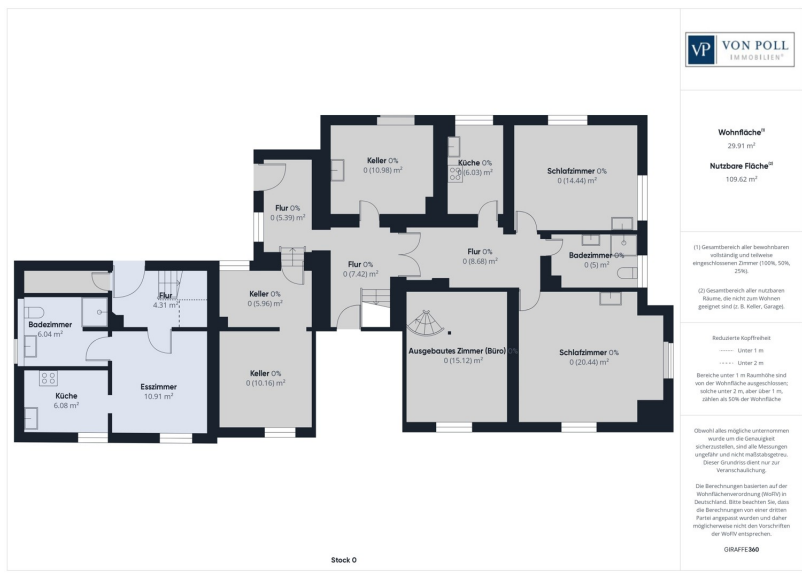 VP VON POLL
IMMOBILIEN®
Wohnfläche(1)
29.91 m²
Nutzbare Fläche(2)
109.62 m²
(1) Gesamtbereich aller bewohnbaren
vollständig und teilweise
eingeschlossenen Zimmer (100%, 50%,
25%).
(2) Gesamtbereich aller nutzbaren
Räume, die nicht zum Wohnen
geeignet sind (z. B. Keller, Garage).
Reduzierte Kopffreiheit
Unter 1 m
Unter 2 m
Bereiche unter 1 m Raumhöhe sind
von der Wohnfläche ausgeschlossen;
solche unter 2 m, aber über 1 m,
zählen als 50% der Wohnfläche
Obwohl alles mögliche unternommen
wurde um die Genauigkeit
sicherzustellen, sind alle Messungen
ungefähr und nicht maßstabsgetreu.
Dieser Grundriss dient nur zur
Veranschaulichung.
Die Berechnungen basierten auf der
Wohnflächenverordnung (WoFlV) in
Deutschland. Bitte beachten Sie, dass
die Berechnungen von einer dritten
Partei angepasst wurden und daher
möglicherweise nicht den Vorschriften
der WoFlV entsprechen.
GIRAFFE360
Keller 0%
0 (10.98) m²
Küche 0%
0 (6.03) m²
Schlafzimmer 0%
0 (14.44) m²
Flur 0%
0 (5.39) m²
Flur 0%
0 (7.42) m²
Flur 0%
0 (8.68) m²
Badezimmer 0%
0 (5) m²
Keller 0%
0 (5.96) m²
Flur
4.31 m²
Badezimmer
6.04 m²
Küche
6.08 m²
Esszimmer
10.91 m²
Keller 0%
0 (10.16) m²
Ausgebautes Zimmer (Büro) 0%
0 (15.12) m²
Schlafzimmer 0%
0 (20.44) m²
Stock 0